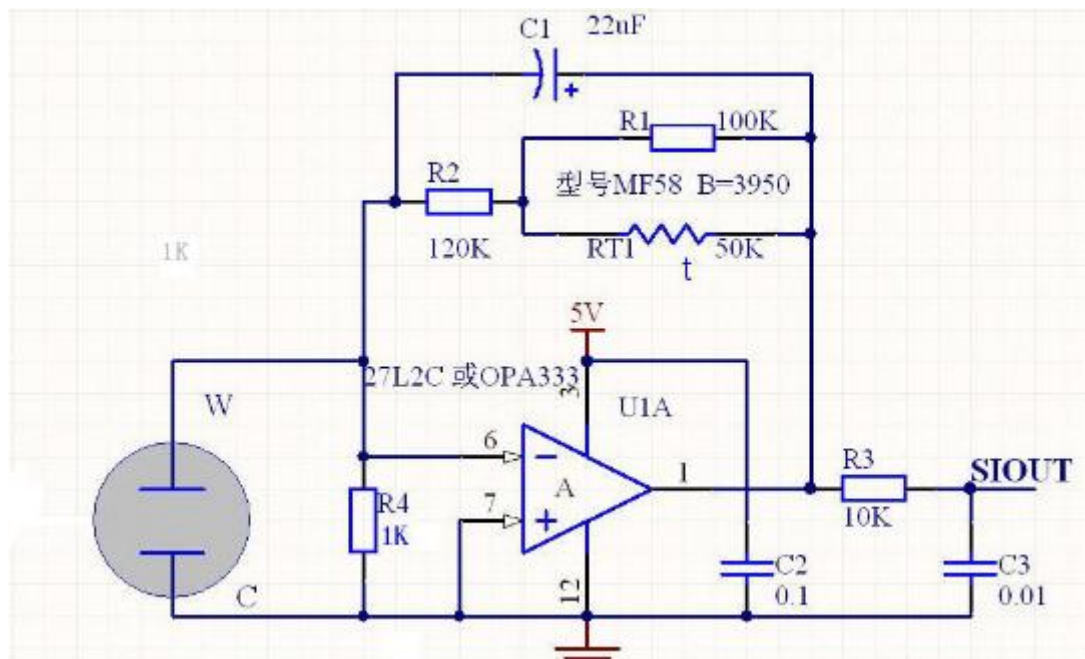 C1 22uF
R1 100K
R2
型号MF58 B=3950
120K
RT1 50K
t
1K
5V
27L2C 或OPA333
3
U1A
W
6
A
1
R3
SIOUT
7
R4
1K
10K
12
C2
0.1
C3
0.01
C